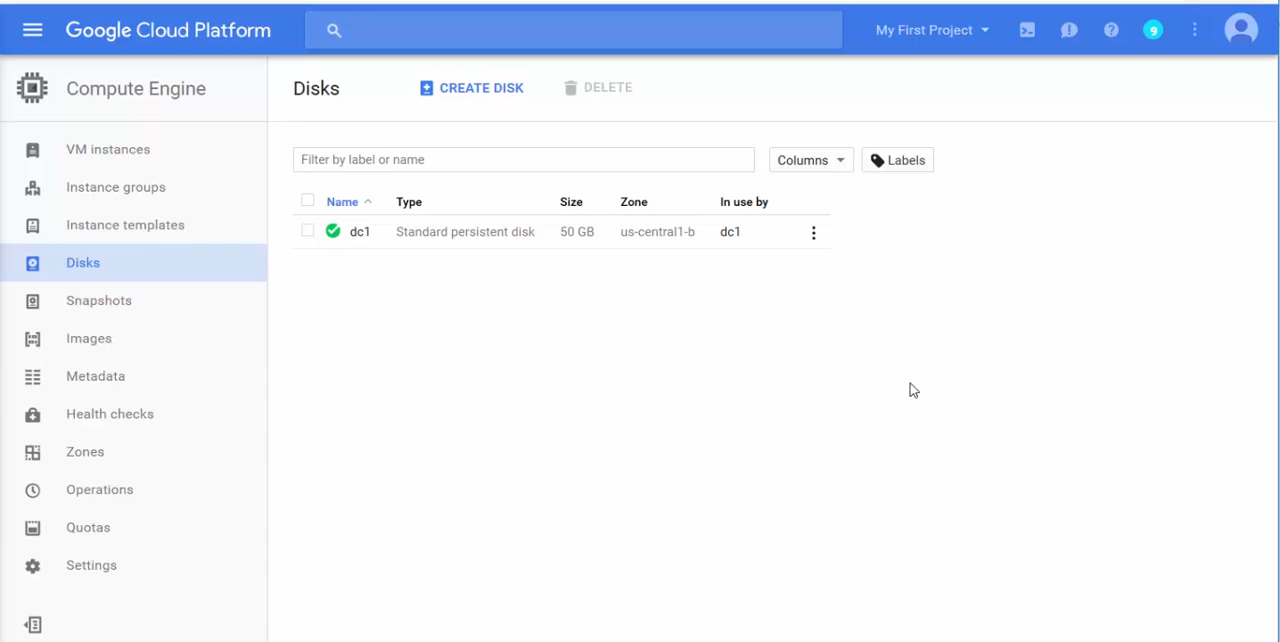 Google Cloud Platform
My First Project
9
Compute Engine
Disks
CREATE DISK
DELETE
VM instances
Instance groups
Instance templates
Disks
Snapshots
Images
Metadata
Health checks
Zones
Operations
Quotas
Settings
Filter by label or name
Columns
Labels
Name Type Size Zone In use by
dc1 Standard persistent disk 50 GB us-central1-b dc1